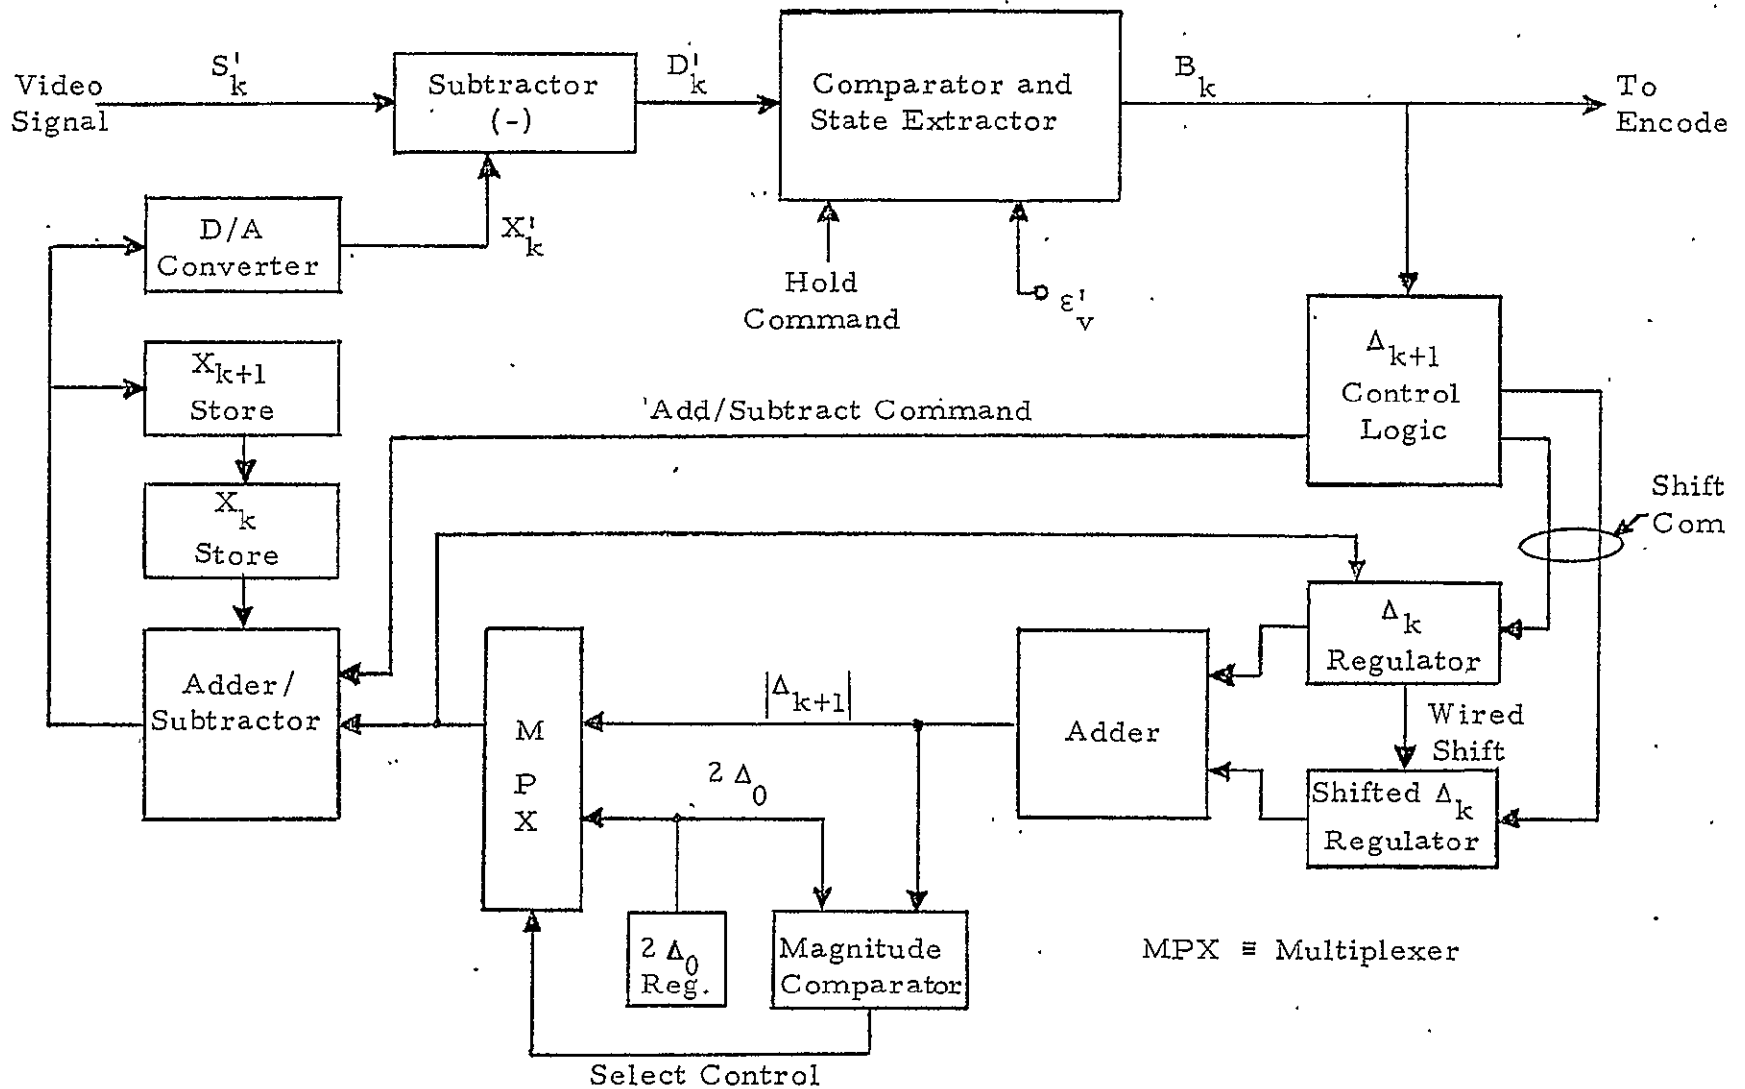 Video
Signal
S'k
Subtractor
(-)
D'k
Comparator and
State Extractor
Bk
To
Encode
D/A
Converter
X'k
Hold
Command
ε'v
Xk+1
Store
Δk+1
Control
Logic
'Add/Subtract Command
Xk
Store
Shift
Com
Δk
Regulator
Adder/
Subtractor
M
P
X
|Δk+1|
Adder
Wired
Shift
2 Δ0
Shifted Δk
Regulator
2 Δ0
Reg.
Magnitude
Comparator
MPX ≡ Multiplexer
Select Control